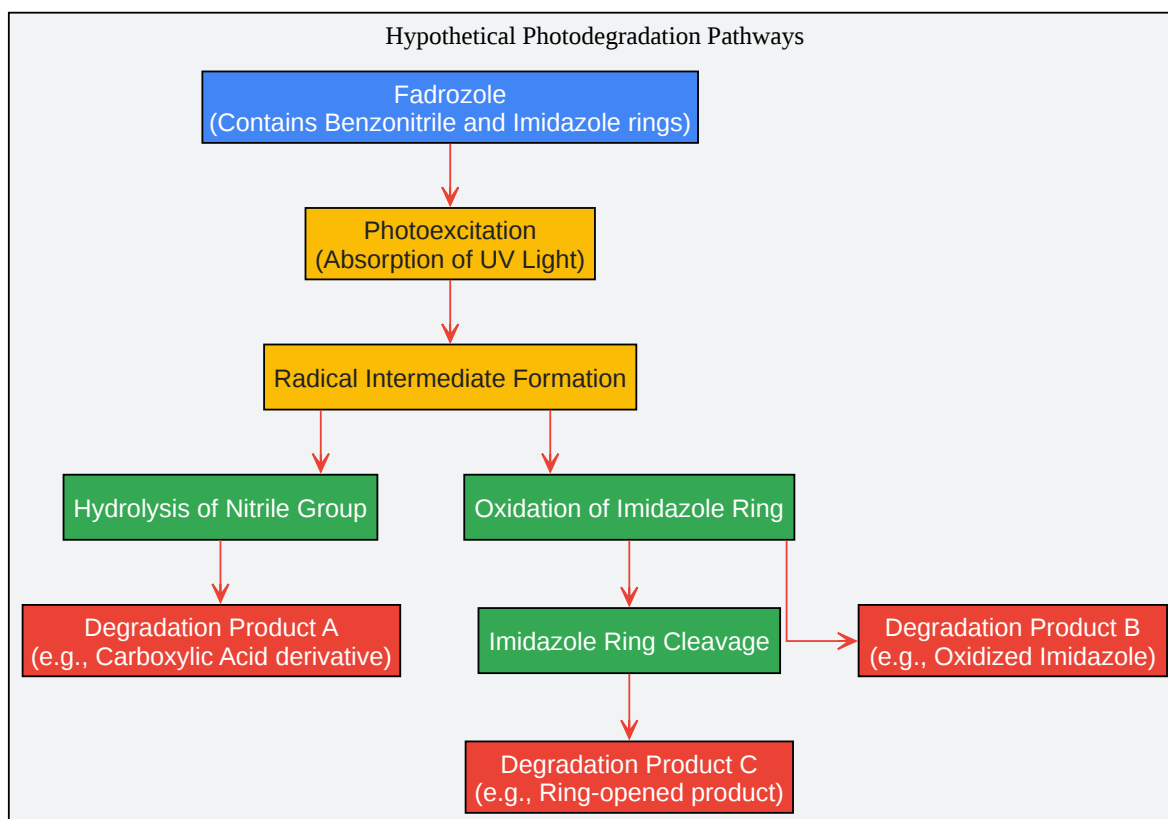 Hypothetical Photodegradation Pathways
Fadrozole
(Contains Benzonitrile and Imidazole rings)
Photoexcitation
(Absorption of UV Light)
Radical Intermediate Formation
Hydrolysis of Nitrile Group
Oxidation of Imidazole Ring
Degradation Product A
(e.g., Carboxylic Acid derivative)
Imidazole Ring Cleavage
Degradation Product B
(e.g., Oxidized Imidazole)
Degradation Product C
(e.g., Ring-opened product)